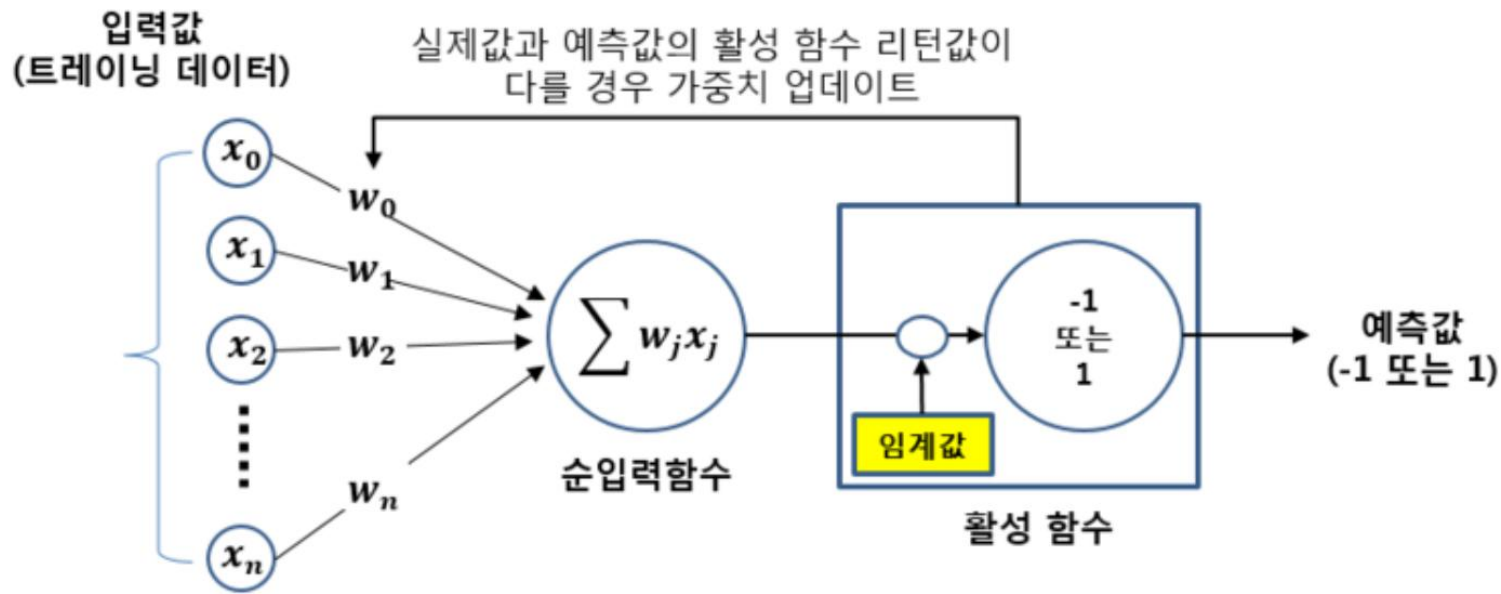 입력값
(트레이닝 데이터)
실제값과 예측값의 활성 함수 리턴값이
다를 경우 가중치 업데이트
x₀
w₀
x₁
w₁
x₂
w₂
xₙ
wₙ
∑ wⱼxⱼ
순입력함수
임계값
-1
또는
1
활성 함수
예측값
(-1 또는 1)